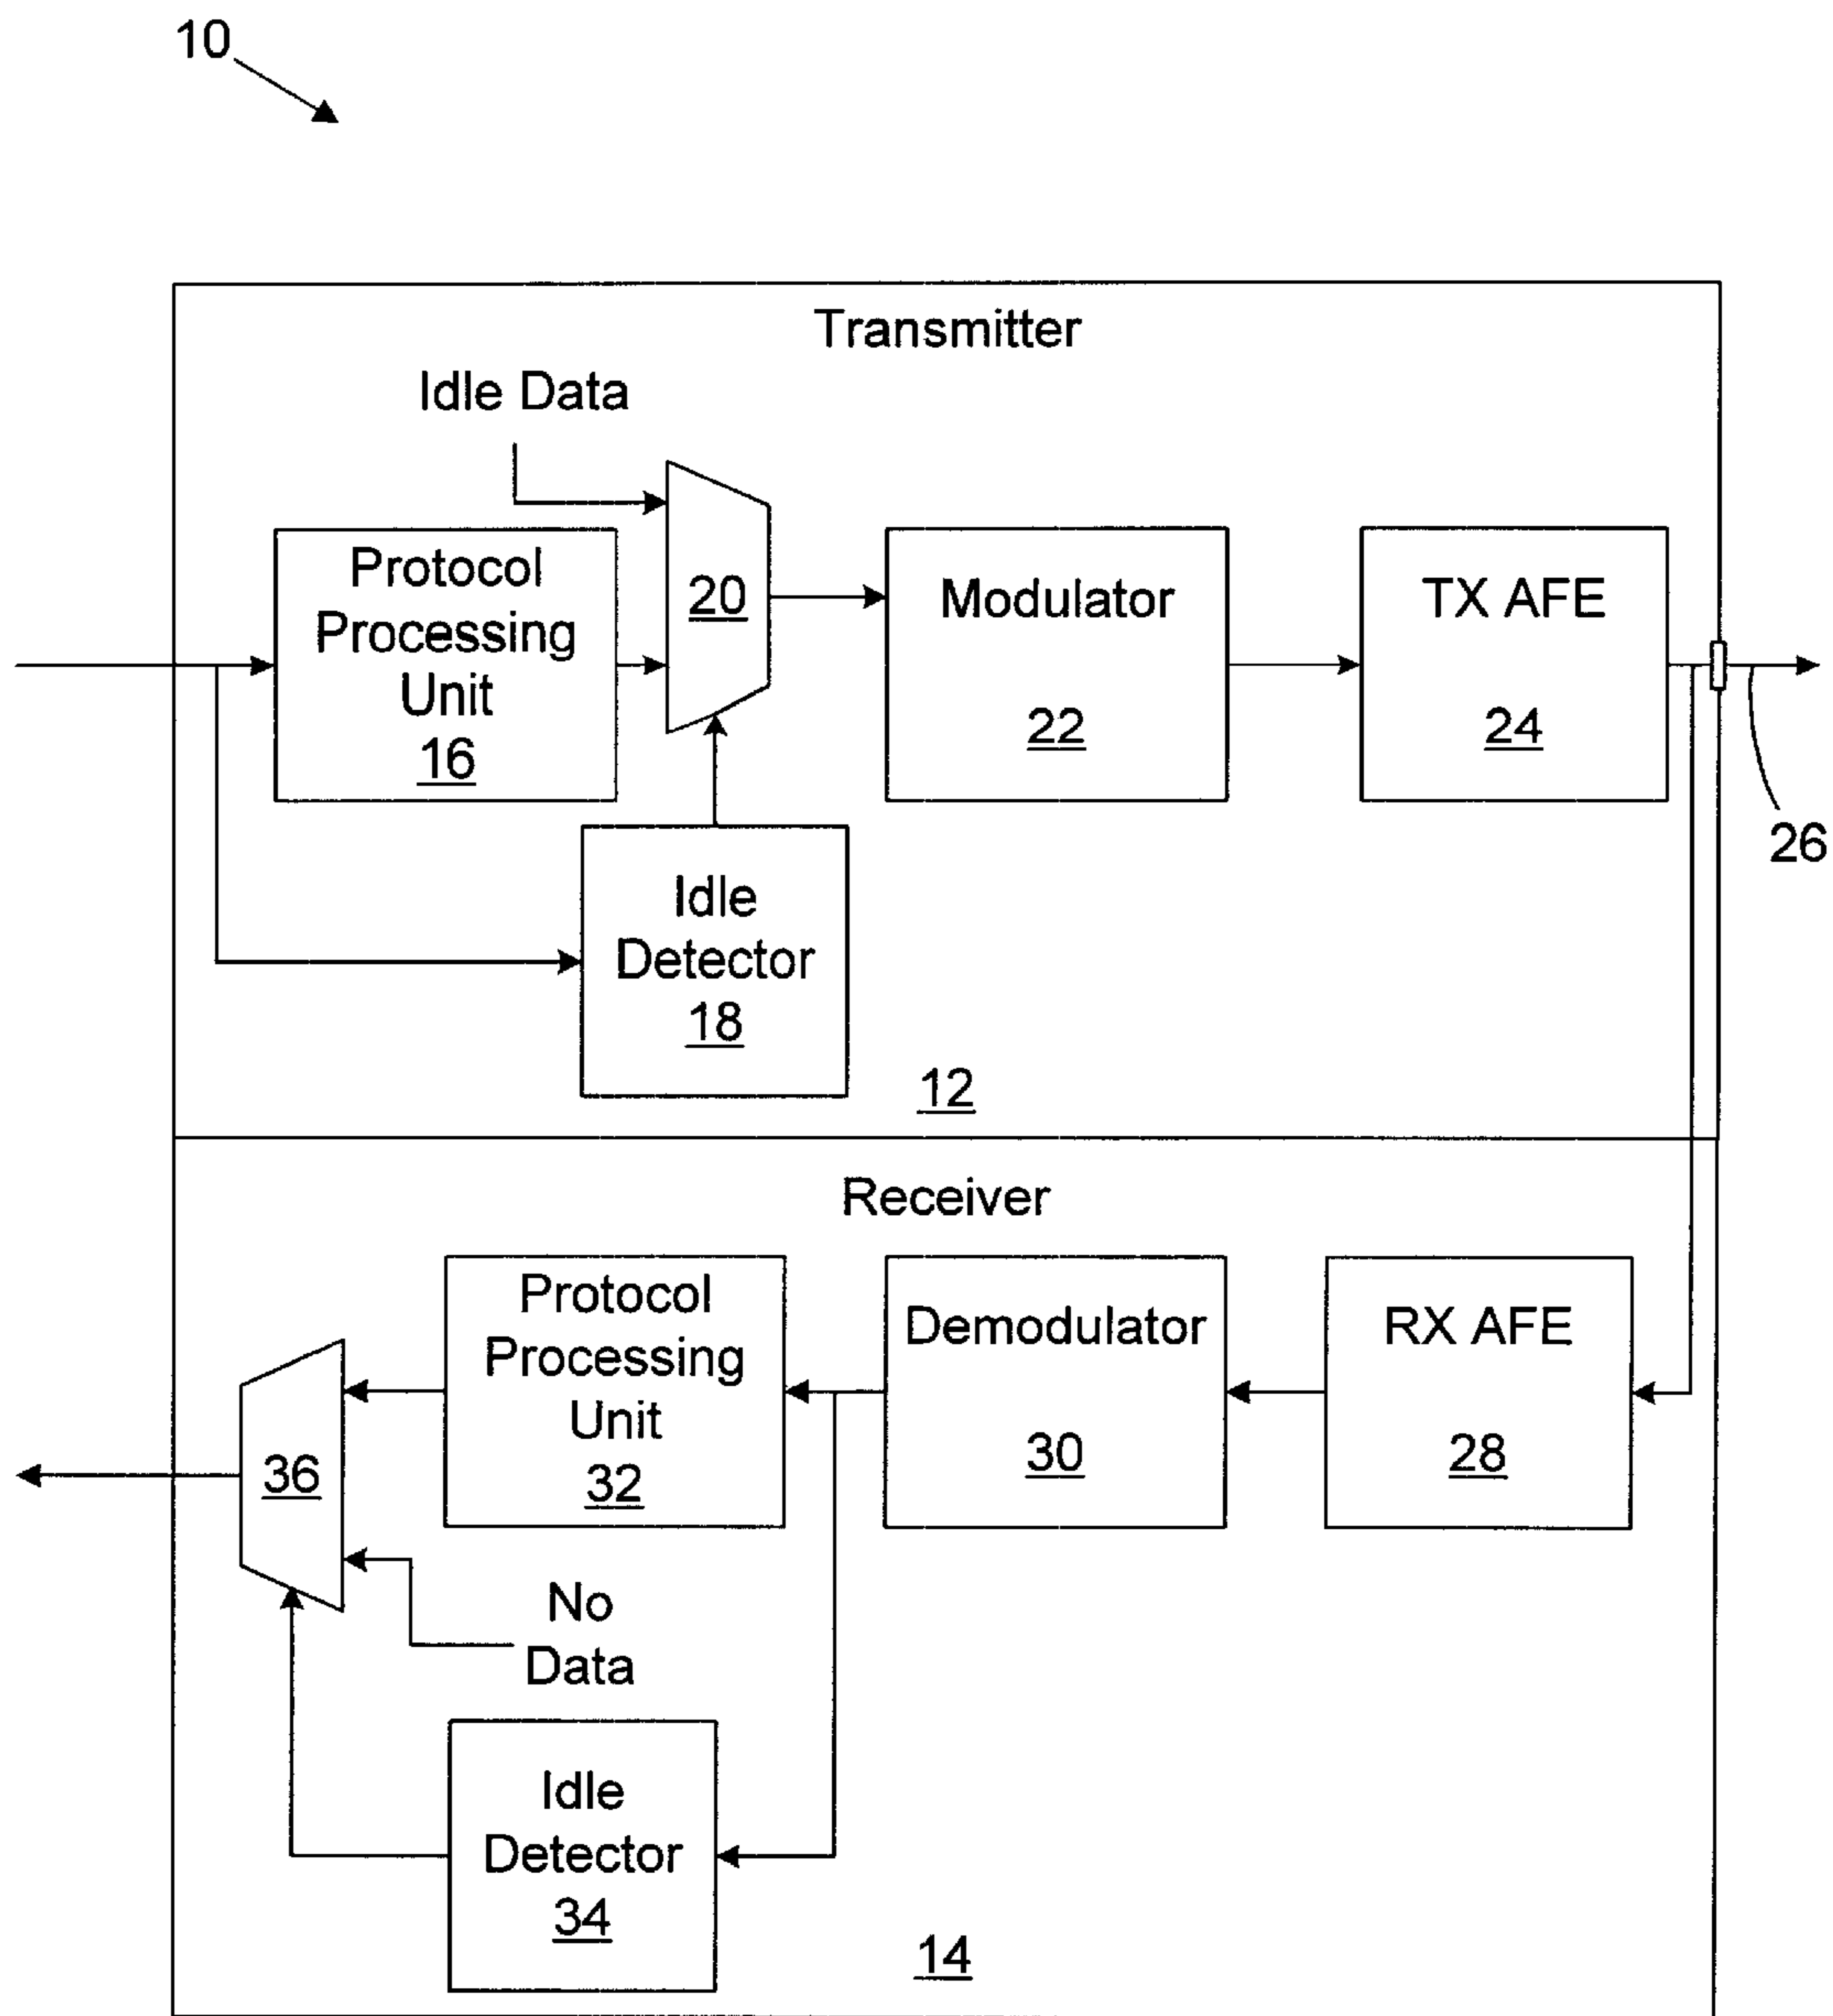 10
Transmitter
Idle Data
Protocol
Processing
Unit
16
20
Modulator
22
TX AFE
24
26
Idle
Detector
18
12
Receiver
Protocol
Processing
Unit
32
Demodulator
30
RX AFE
28
36
No
Data
Idle
Detector
34
14